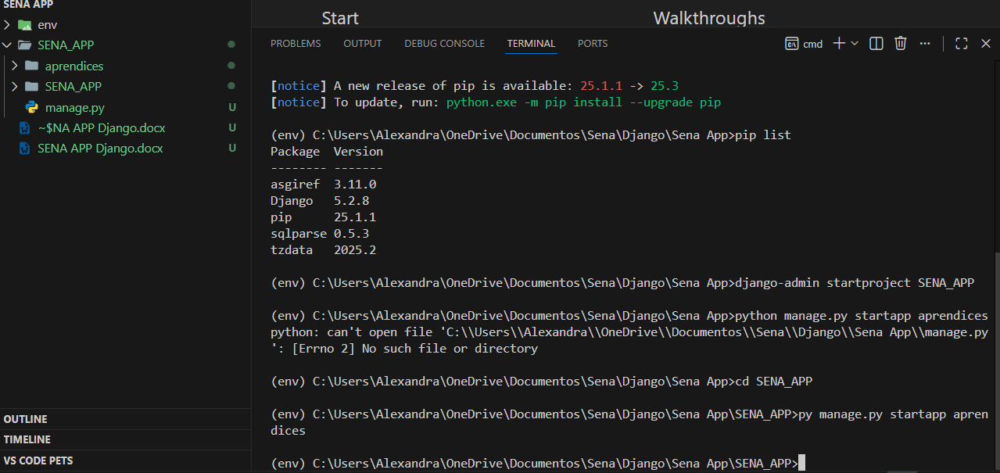 SENA APP
env
SENA_APP
aprendices
SENA_APP
manage.py U
~$NA APP Django.docx U
SENA APP Django.docx U
OUTLINE
TIMELINE
VS CODE PETS
Start Walkthroughs
PROBLEMS OUTPUT DEBUG CONSOLE TERMINAL PORTS cmd
[notice] A new release of pip is available: 25.1.1 -> 25.3
[notice] To update, run: python.exe -m pip install --upgrade pip
(env) C:\Users\Alexandra\OneDrive\Documentos\Sena\Django\Sena App>pip list
Package Version
-------- -------
asgiref 3.11.0
Django 5.2.8
pip 25.1.1
sqlparse 0.5.3
tzdata 2025.2
(env) C:\Users\Alexandra\OneDrive\Documentos\Sena\Django\Sena App>django-admin startproject SENA_APP
(env) C:\Users\Alexandra\OneDrive\Documentos\Sena\Django\Sena App>python manage.py startapp aprendices
python: can't open file 'C:\\Users\\Alexandra\\OneDrive\\Documentos\\Sena\\Django\\Sena App\\manage.py
': [Errno 2] No such file or directory
(env) C:\Users\Alexandra\OneDrive\Documentos\Sena\Django\Sena App>cd SENA_APP
(env) C:\Users\Alexandra\OneDrive\Documentos\Sena\Django\Sena App\SENA_APP>py manage.py startapp apren
dices
(env) C:\Users\Alexandra\OneDrive\Documentos\Sena\Django\Sena App\SENA_APP>